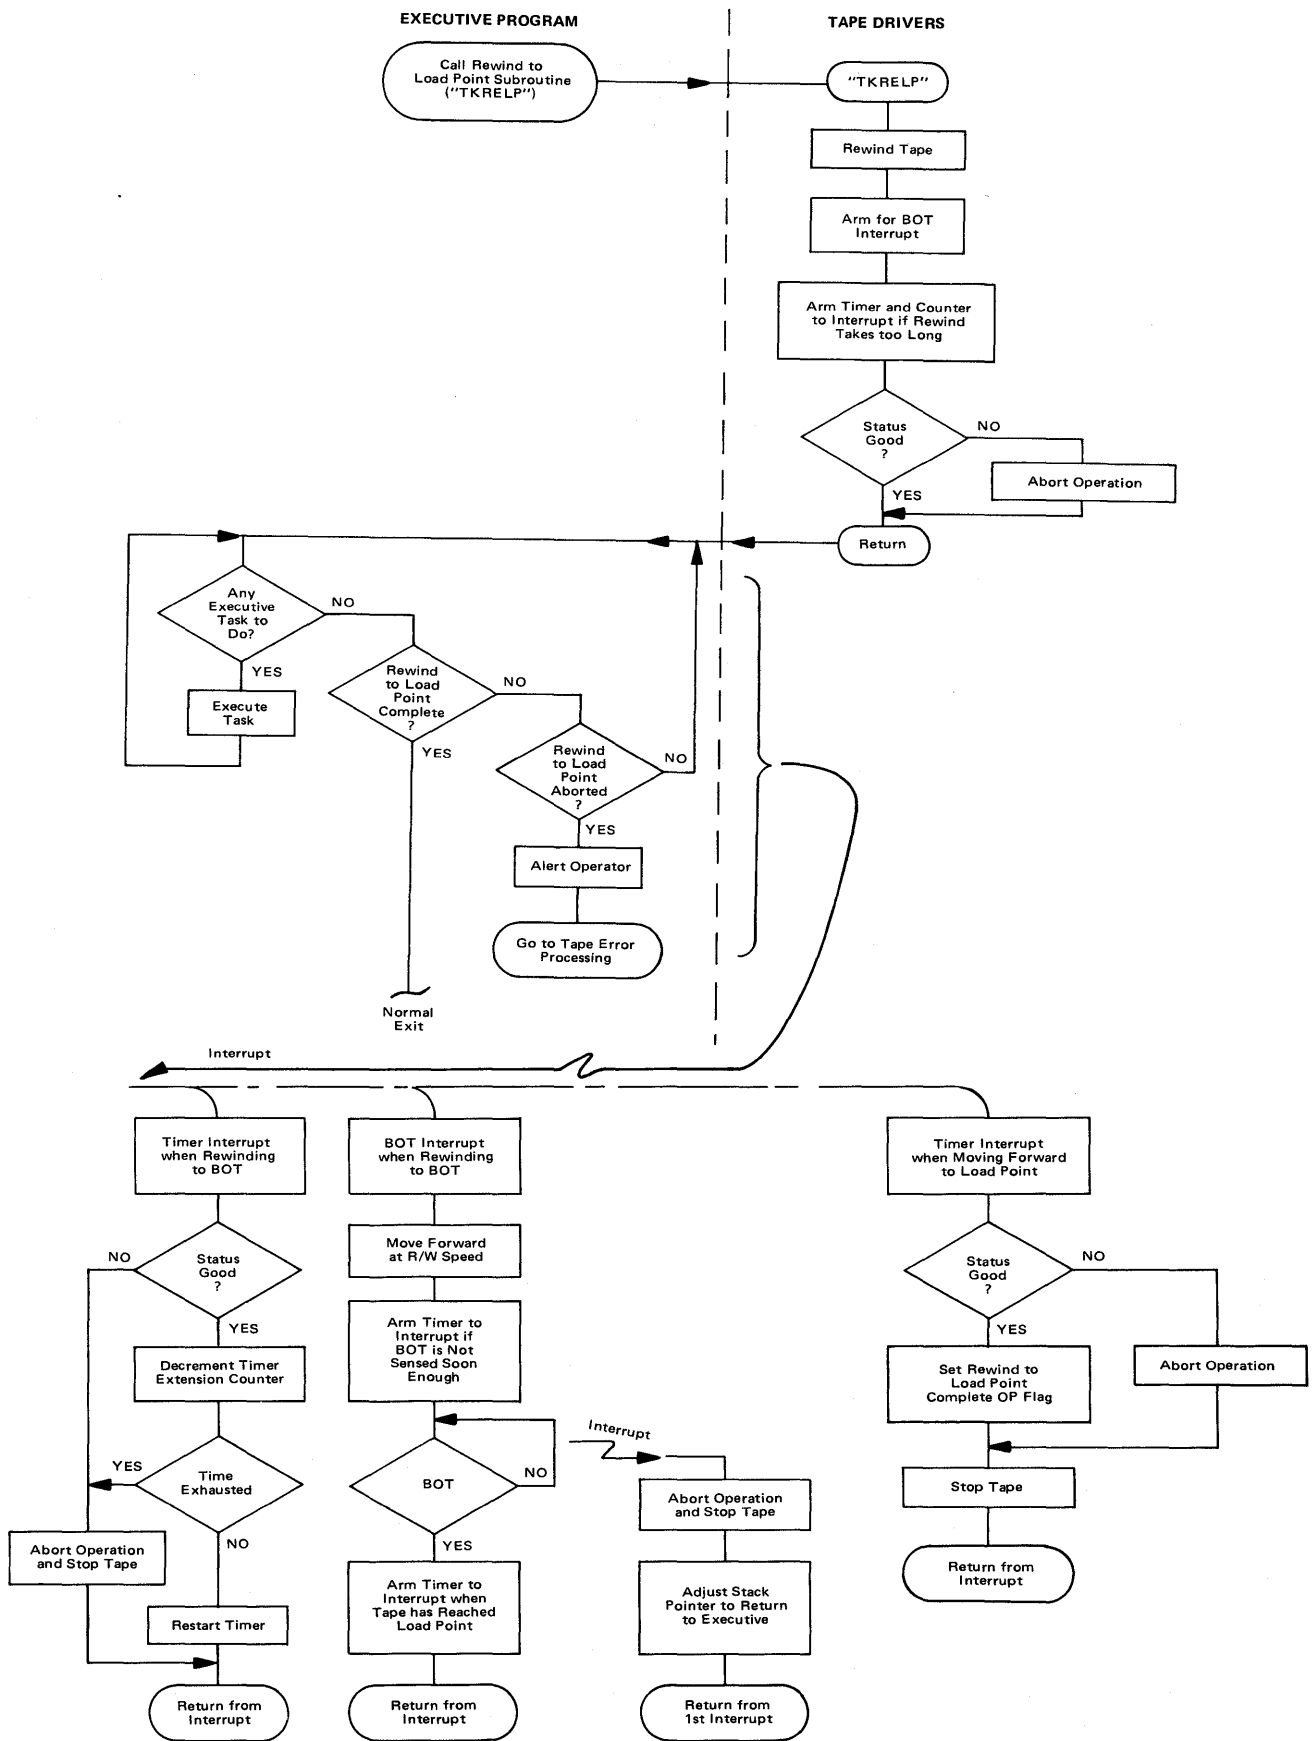 EXECUTIVE PROGRAM
TAPE DRIVERS
Call Rewind to
Load Point Subroutine
("TKRELP")
"TKRELP"
Rewind Tape
Arm for BOT
Interrupt
Arm Timer and Counter
to Interrupt if Rewind
Takes too Long
Status
Good
?
NO
Abort Operation
YES
Return
Any
Executive
Task to
Do?
NO
YES
Execute
Task
Rewind
to Load
Point
Complete
?
NO
YES
Rewind
to Load
Point
Aborted
?
NO
YES
Alert Operator
Go to Tape Error
Processing
Normal
Exit
Interrupt
Timer Interrupt
when Rewinding
to BOT
Status
Good
?
NO
YES
Decrement Timer
Extension Counter
Time
Exhausted
YES
NO
Abort Operation
and Stop Tape
Restart Timer
Return from
Interrupt
BOT Interrupt
when Rewinding
to BOT
Move Forward
at R/W Speed
Arm Timer to
Interrupt if
BOT is Not
Sensed Soon
Enough
BOT
NO
YES
Arm Timer to
Interrupt when
Tape has Reached
Load Point
Return from
Interrupt
Interrupt
Abort Operation
and Stop Tape
Adjust Stack
Pointer to Return
to Executive
Return from
1st Interrupt
Timer Interrupt
when Moving Forward
to Load Point
Status
Good
?
NO
YES
Set Rewind to
Load Point
Complete OP Flag
Abort Operation
Stop Tape
Return from
Interrupt